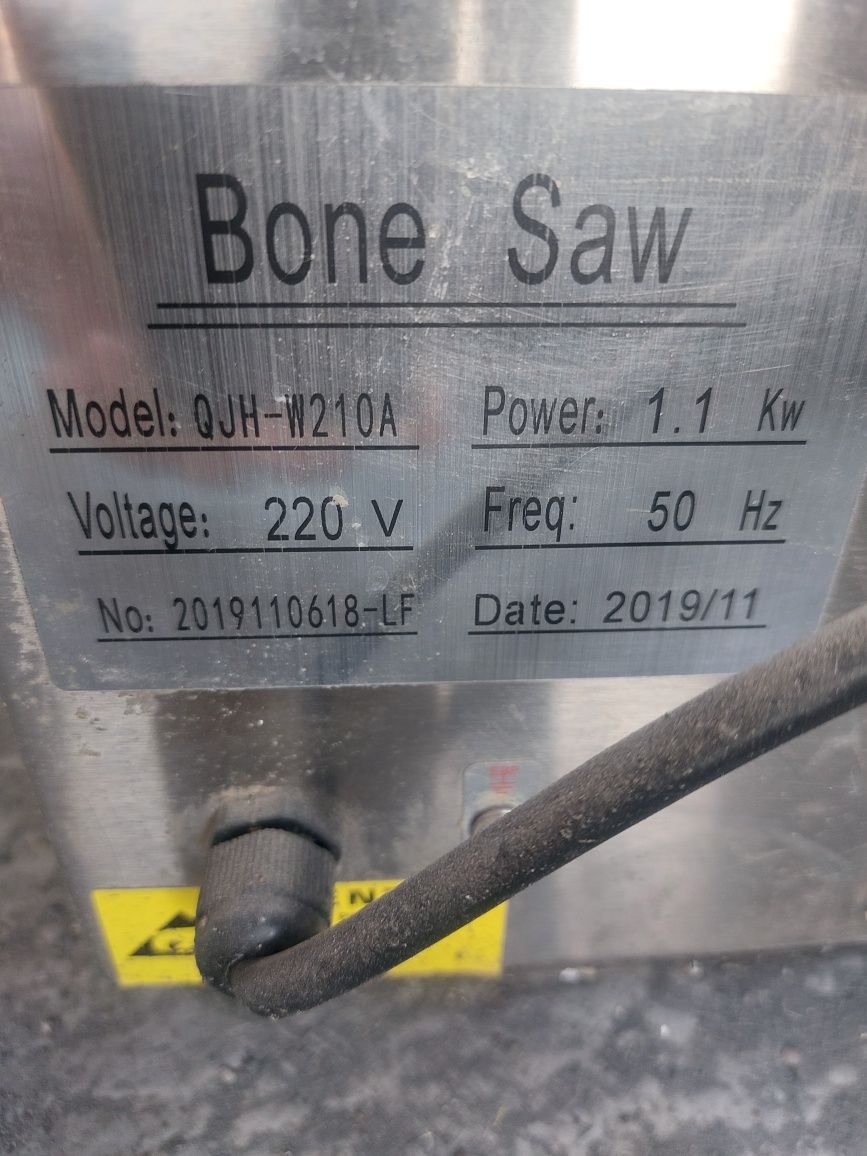 Bone Saw
Model: QJH-W210A Power: 1.1 Kw
Voltage: 220 V Freq: 50 Hz
No: 2019110618-LF Date: 2019/11